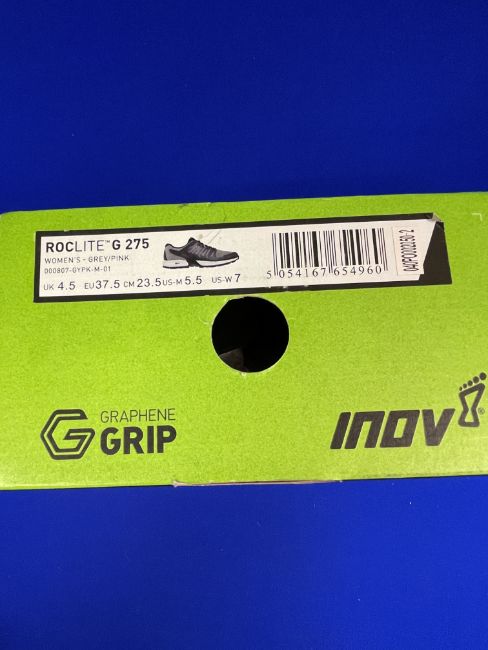 ROCLITE™ G 275
WOMEN'S - GREY/PINK
000807-GYPK-M-01
UK 4.5 EU 37.5 CM 23.5 US-M 5.5 US-W 7
5 054167 654960
GRAPHENE
GRIP
INOV
®